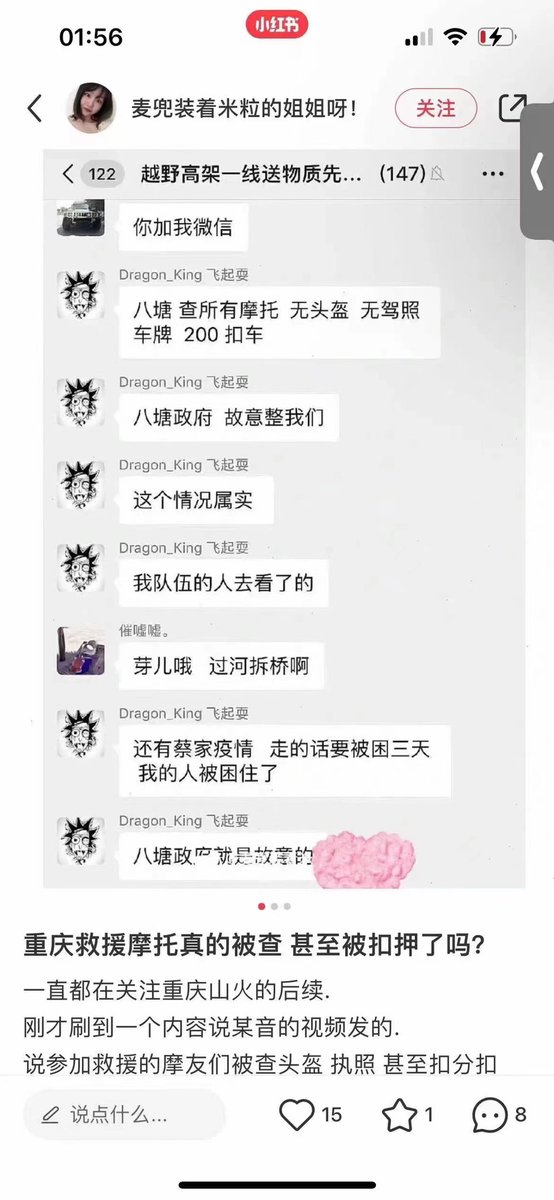 01:56
小红书
麦兜装着米粒的姐姐呀!
关注
122
越野高架一线送物质先... (147)
你加我微信
Dragon_King 飞起耍
八塘 查所有摩托 无头盔 无驾照
车牌 200 扣车
Dragon_King 飞起耍
八塘政府 故意整我们
Dragon_King 飞起耍
这个情况属实
Dragon_King 飞起耍
我队伍的人去看了的
催嘘嘘。
芽儿哦 过河拆桥啊
Dragon_King 飞起耍
还有蔡家疫情 走的话要被困三天
我的人被困住了
Dragon_King 飞起耍
八塘政府就是故意的
重庆救援摩托真的被查 甚至被扣押了吗?
一直都在关注重庆山火的后续.
刚才刷到一个内容说某音的视频发的.
说参加救援的摩友们被查头盔 执照 甚至扣分扣
说点什么...
15
1
8